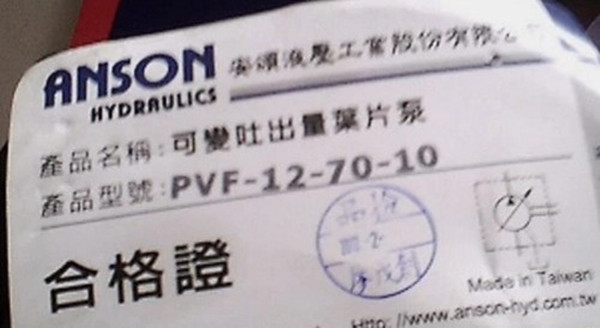 ANSON 安頌液壓工業股份有限公
HYDRAULICS
產品名稱:可變吐出量葉片泵
產品型號:PVF-12-70-10
合格證
品檢
Made in Taiwan
http://www.anson-hyd.com.tw